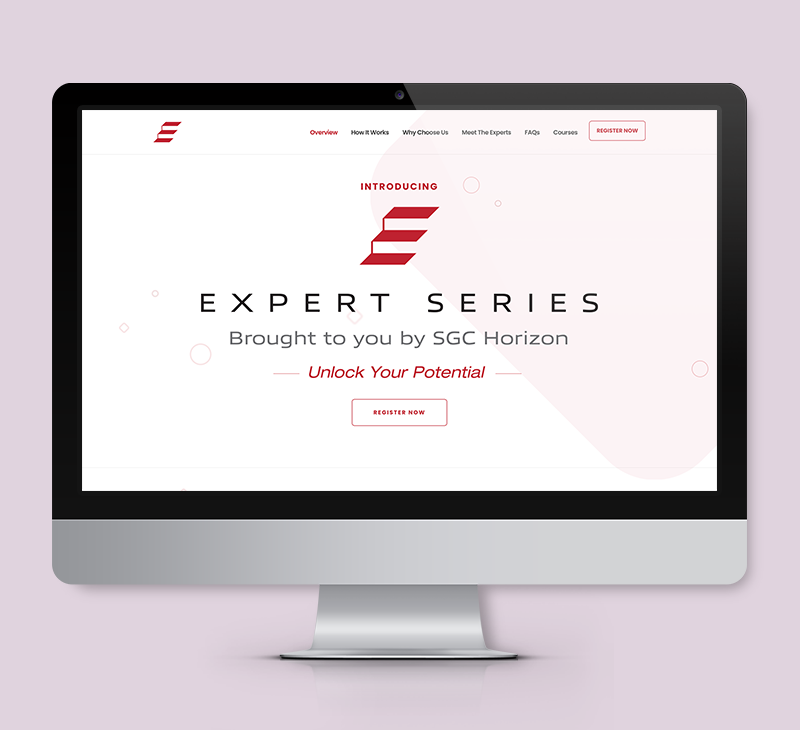 Overview How It Works Why Choose Us Meet The Experts FAQs Courses REGISTER NOW
INTRODUCING
EXPERT SERIES
Brought to you by SGC Horizon
Unlock Your Potential
REGISTER NOW